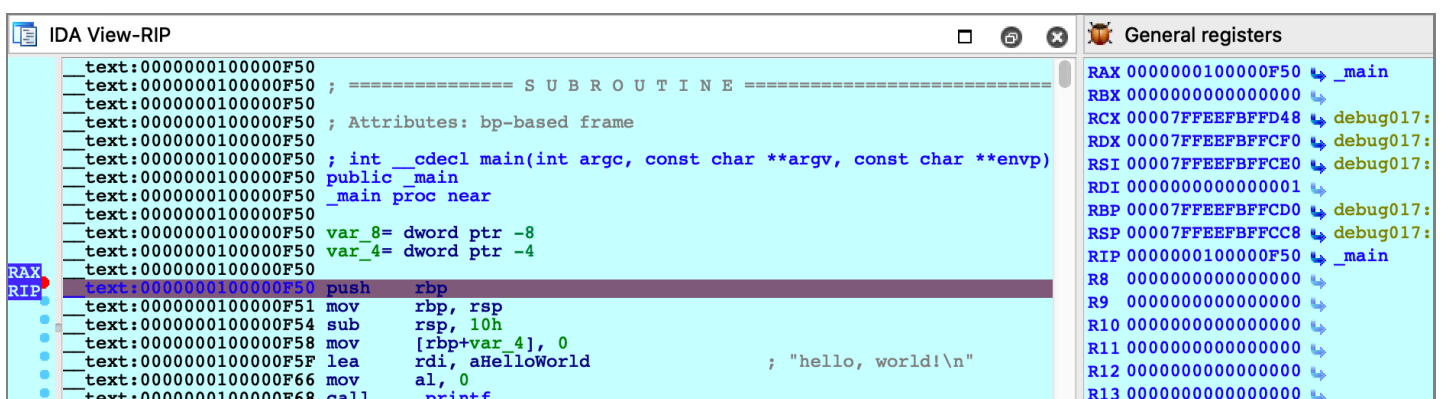 IDA View-RIP
__text:0000000100000F50
__text:0000000100000F50 ; =============== S U B R O U T I N E ============================
__text:0000000100000F50
__text:0000000100000F50 ; Attributes: bp-based frame
__text:0000000100000F50
__text:0000000100000F50 ; int __cdecl main(int argc, const char **argv, const char **envp)
__text:0000000100000F50 public _main
__text:0000000100000F50 _main proc near
__text:0000000100000F50
__text:0000000100000F50 var_8= dword ptr -8
__text:0000000100000F50 var_4= dword ptr -4
__text:0000000100000F50
RAX
RIP
__text:0000000100000F50 push    rbp
__text:0000000100000F51 mov     rbp, rsp
__text:0000000100000F54 sub     rsp, 10h
__text:0000000100000F58 mov     [rbp+var_4], 0
__text:0000000100000F5F lea     rdi, aHelloWorld        ; "hello, world!\n"
__text:0000000100000F66 mov     al, 0
__text:0000000100000F68 call    _printf
General registers
RAX 0000000100000F50 _main
RBX 0000000000000000
RCX 00007FFEEFBFFD48 debug017:
RDX 00007FFEEFBFFCF0 debug017:
RSI 00007FFEEFBFFCE0 debug017:
RDI 0000000000000001
RBP 00007FFEEFBFFCD0 debug017:
RSP 00007FFEEFBFFCC8 debug017:
RIP 0000000100000F50 _main
R8 0000000000000000
R9 0000000000000000
R10 0000000000000000
R11 0000000000000000
R12 0000000000000000
R13 0000000000000000